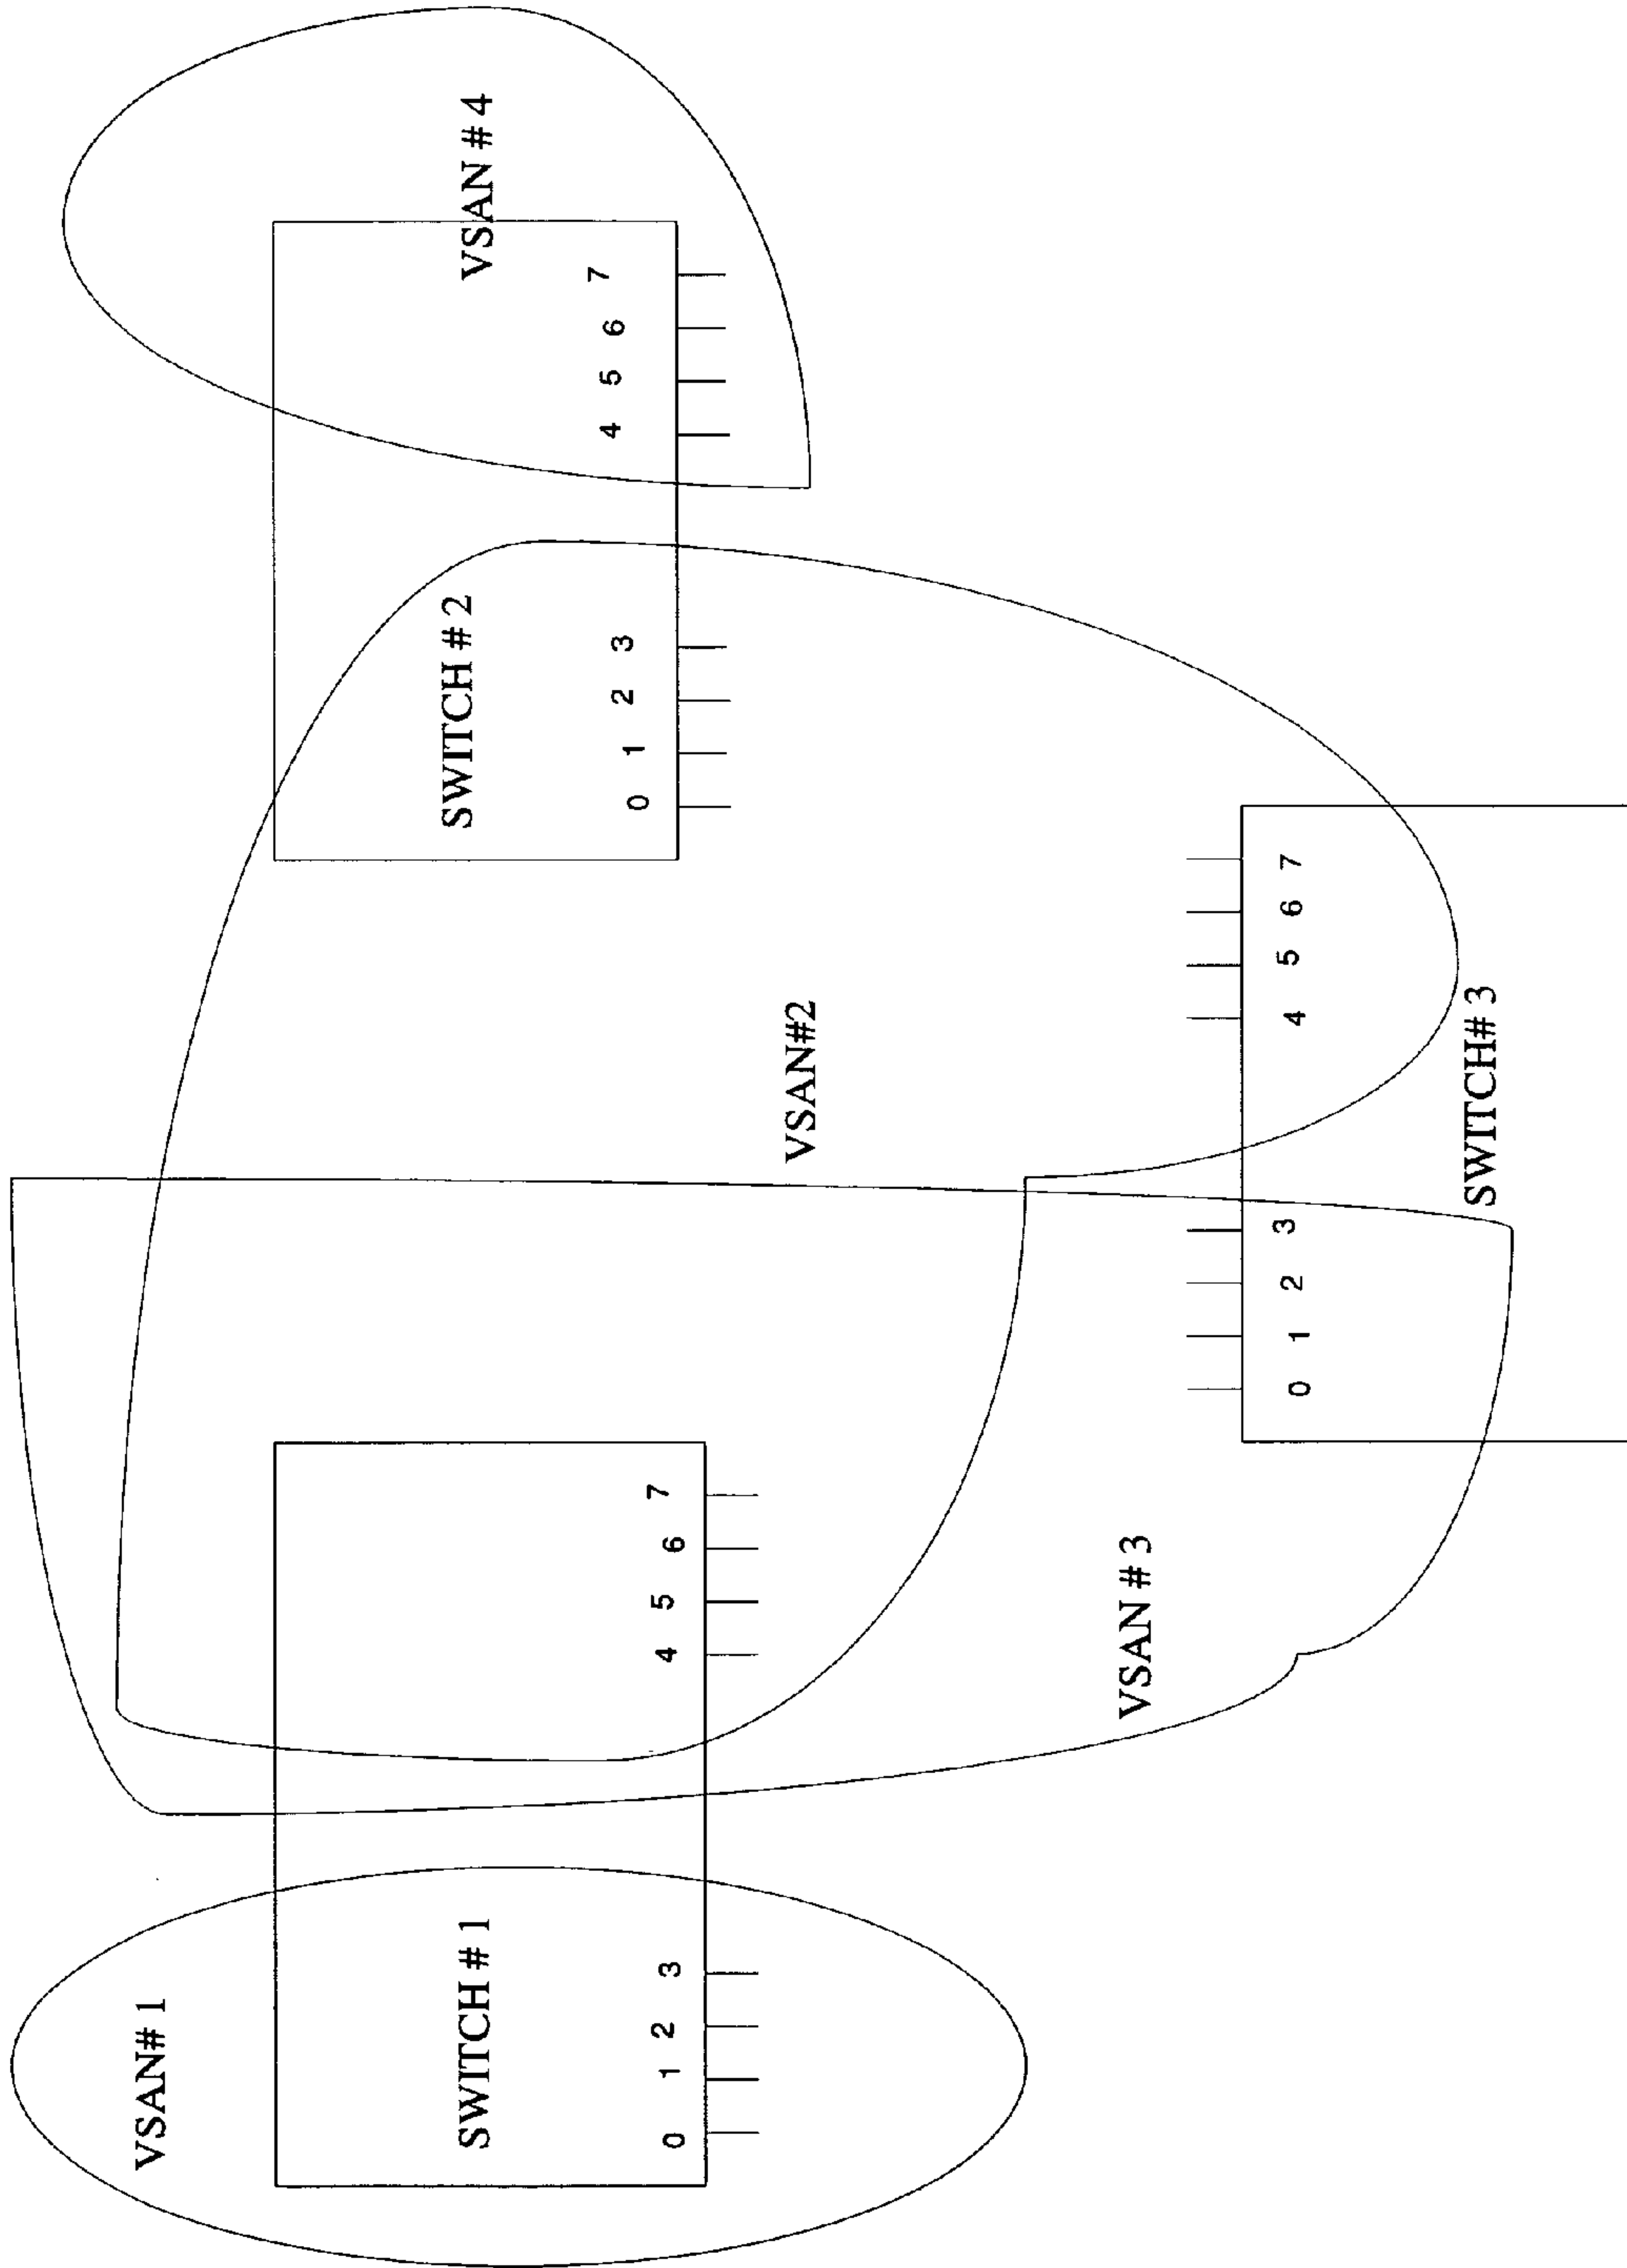 VSAN# 1
SWITCH # 1
0 1 2 3 4 5 6 7
SWITCH # 2
VSAN # 4
0 1 2 3 4 5 6 7
VSAN#2
VSAN # 3
0 1 2 3 4 5 6 7
SWITCH# 3